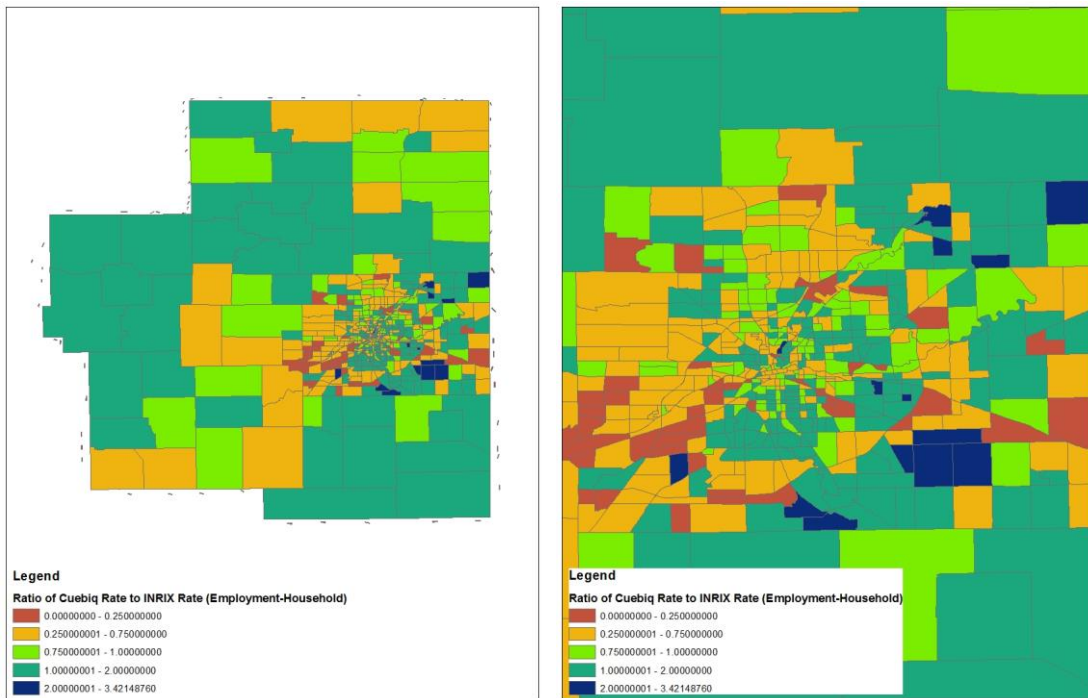 Legend
Ratio of Cuebiq Rate to INRIX Rate (Employment-Household)
0.00000000 - 0.250000000
0.250000001 - 0.750000000
0.750000001 - 1.00000000
1.00000001 - 2.00000000
2.00000001 - 3.42148760
Legend
Ratio of Cuebiq Rate to INRIX Rate (Employment-Household)
0.00000000 - 0.250000000
0.250000001 - 0.750000000
0.750000001 - 1.00000000
1.00000001 - 2.00000000
2.00000001 - 3.42148760